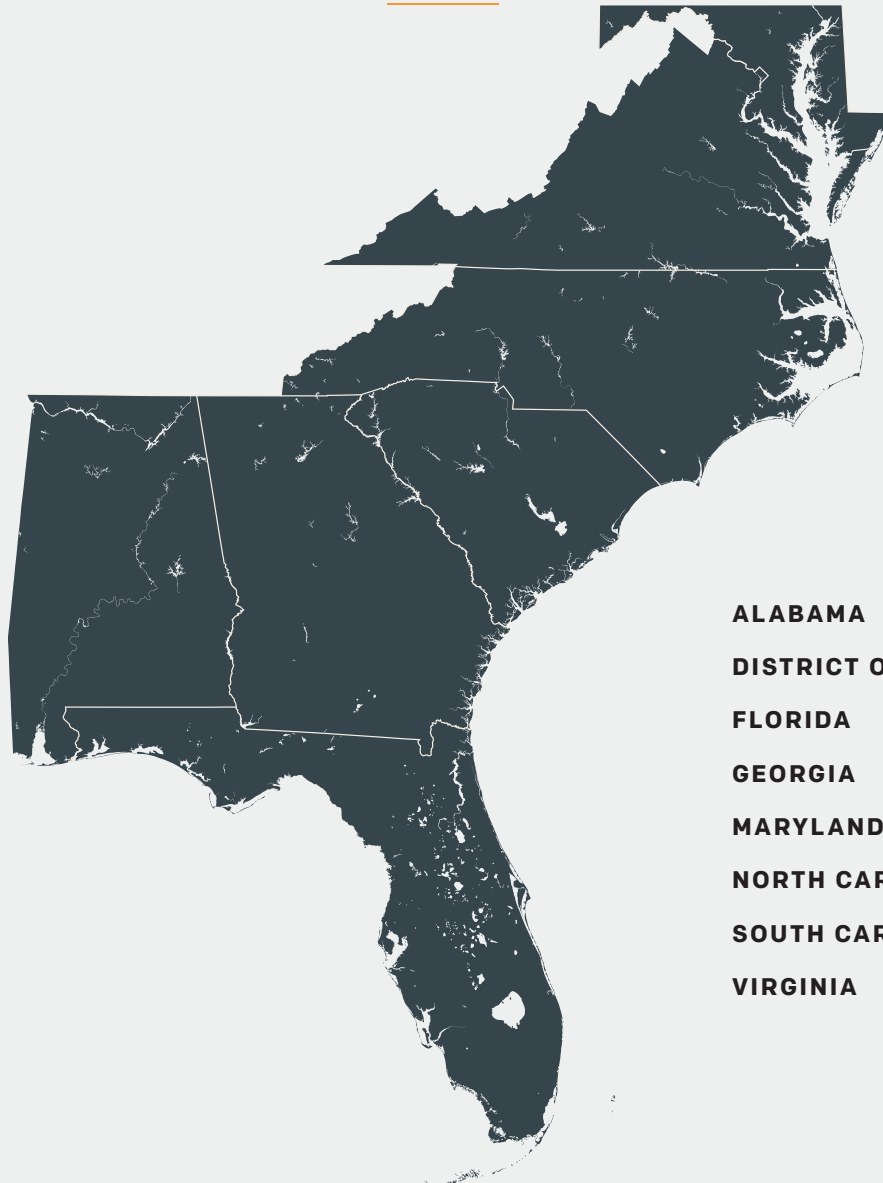 ALABAMA
DISTRICT O
FLORIDA
GEORGIA
MARYLAND
NORTH CAR
SOUTH CAR
VIRGINIA